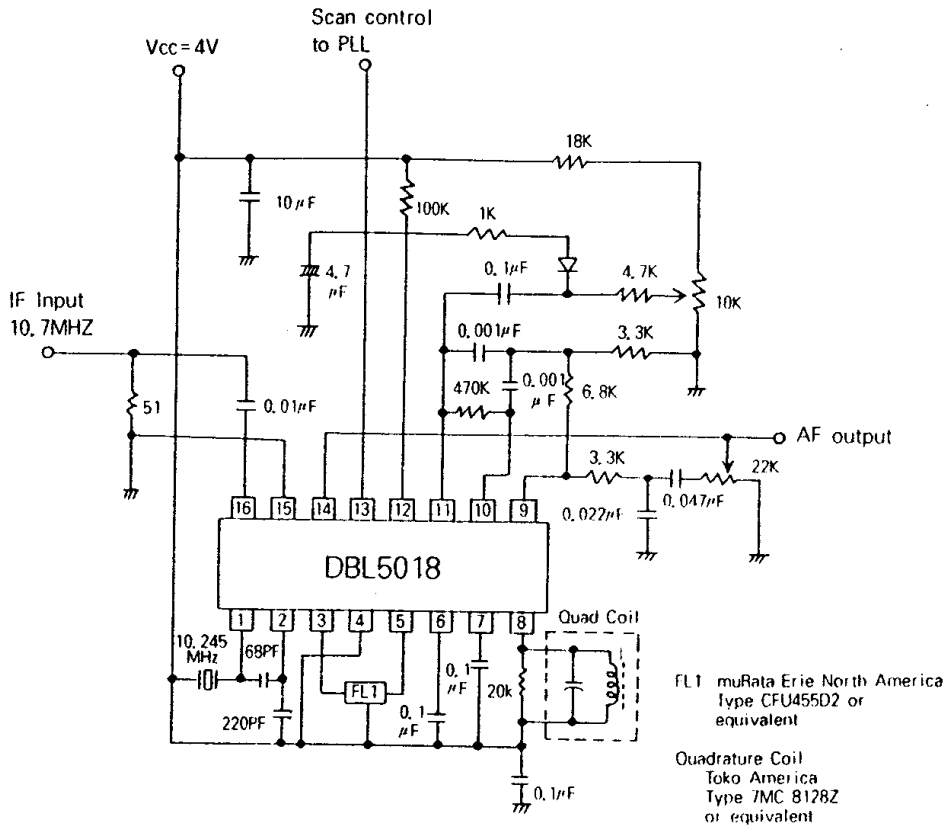 Scan control
to PLL
Vcc=4V
18K
10μF
100K
1K
4.7
μF
0.1μF
4.7K
10K
IF Input
10.7MHZ
0.001μF
3.3K
470K
0.001
μF
6.8K
51
0.01μF
AF output
3.3K
22K
0.022μF
0.047μF
16
15
14
13
12
11
10
9
DBL5018
1
2
3
4
5
6
7
8
Quad Coil
10.245
MHz
68PF
FL1
0.1
μF
20k
220PF
0.1
μF
0.1μF
FL1 muRata Erie North America
Type CFU455D2 or
equivalent
Quadrature Coil
Toko America
Type 7MC 8128Z
or equivalent